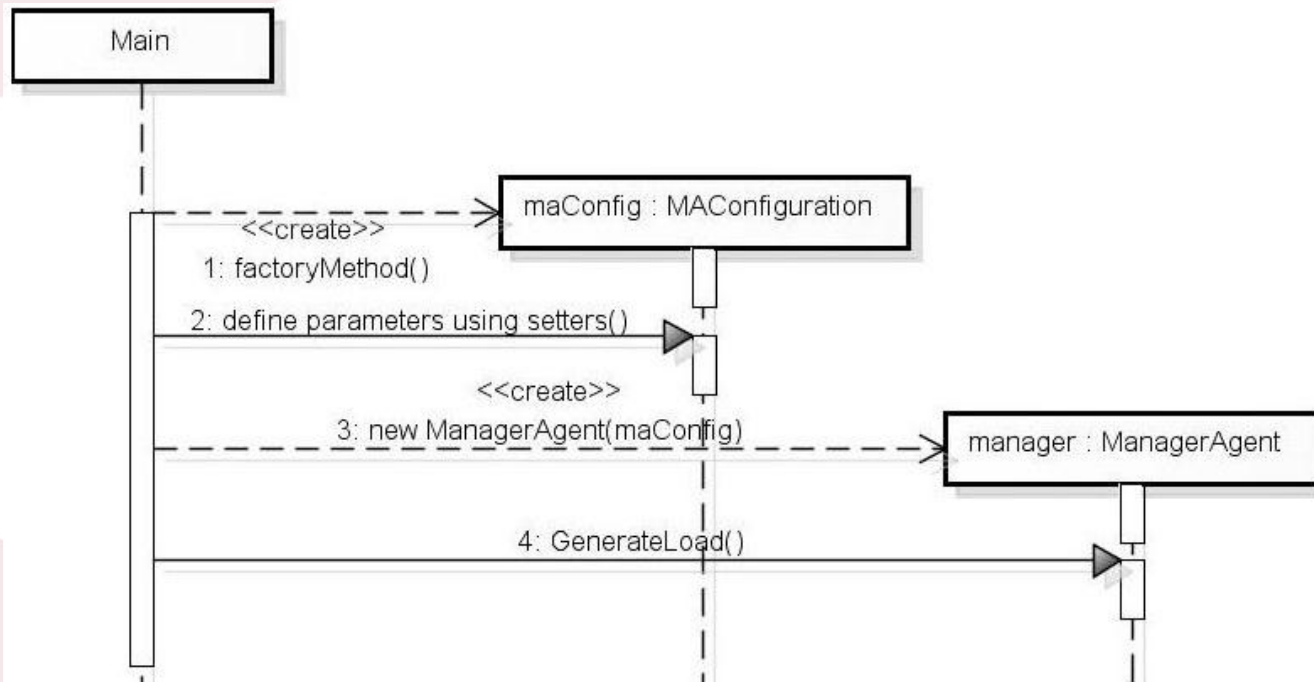 Main
maConfig : MAConfiguration
<<create>>
1: factoryMethod()
2: define parameters using setters()
<<create>>
3: new ManagerAgent(maConfig)
manager : ManagerAgent
4: GenerateLoad()